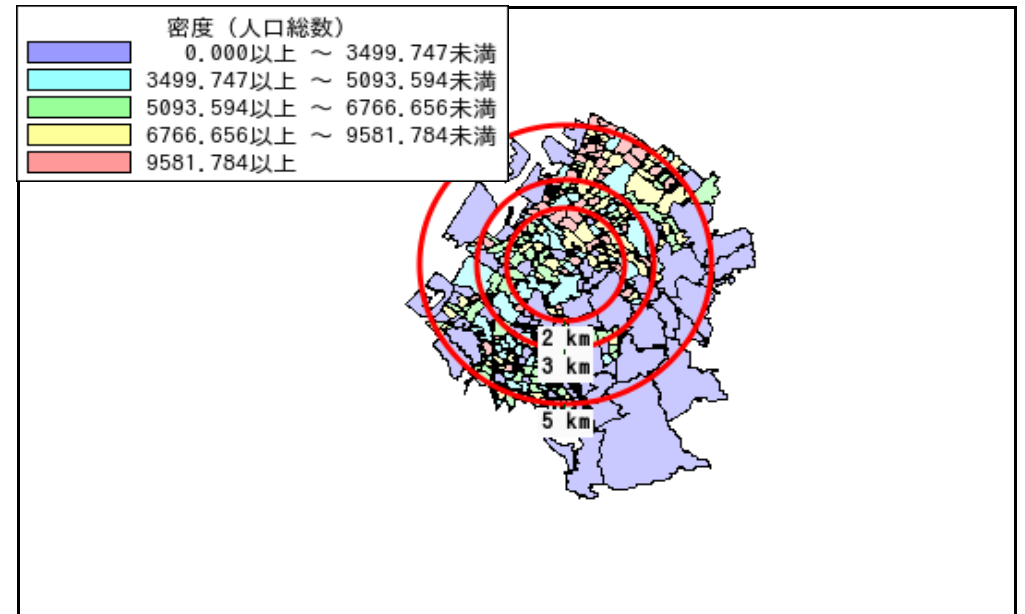 密度（人口総数）
0.000以上 ～ 3499.747未満
3499.747以上 ～ 5093.594未満
5093.594以上 ～ 6766.656未満
6766.656以上 ～ 9581.784未満
9581.784以上
2 km
3 km
5 km